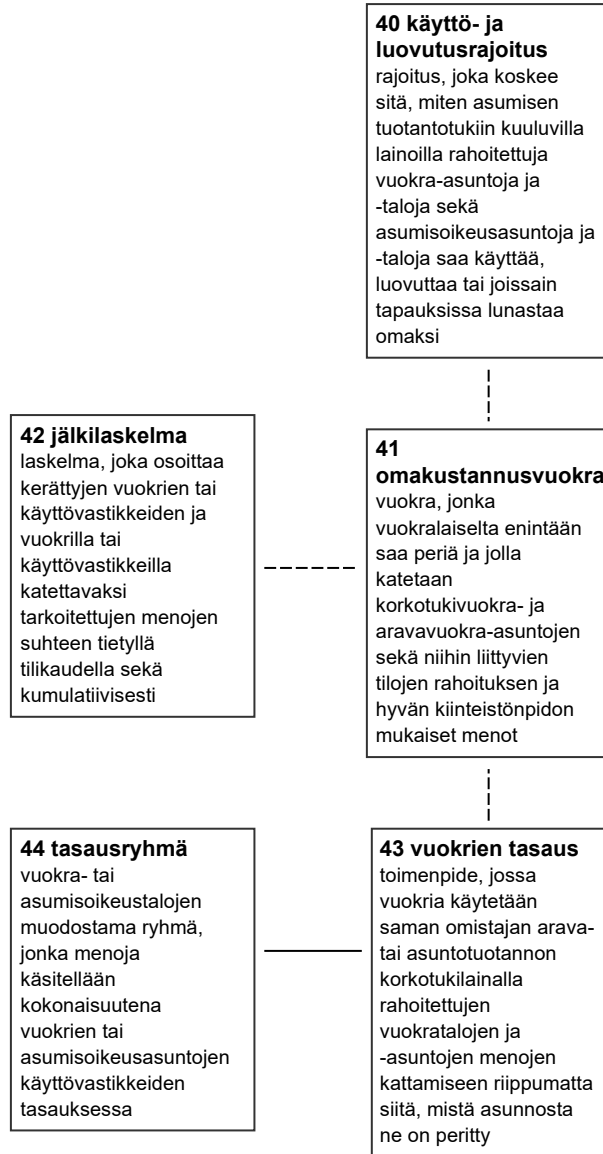 40 käyttö- ja
luovutusrajoitus
rajoitus, joka koskee
sitä, miten asumisen
tuotantotukiin kuuluvilla
lainoilla rahoitettuja
vuokra-asuntoja ja
-taloja sekä
asumisoikeusasuntoja ja
-taloja saa käyttää,
luovuttaa tai joissain
tapauksissa lunastaa
omaksi
42 jälkilaskelma
laskelma, joka osoittaa
kerättyjen vuokrien tai
käyttövastikkeiden ja
vuokrilla tai
käyttövastikkeilla
katettavaksi
tarkoitettujen menojen
suhteen tietyllä
tilikaudella sekä
kumulatiivisesti
41
omakustannusvuokra
vuokra, jonka
vuokralaiselta enintään
saa periä ja jolla
katetaan
korkotukivuokra- ja
aravavuokra-asuntojen
sekä niihin liittyvien
tilojen rahoituksen ja
hyvän kiinteistönpidon
mukaiset menot
44 tasausryhmä
vuokra- tai
asumisoikeustalojen
muodostama ryhmä,
jonka menoja
käsitellään
kokonaisuutena
vuokrien tai
asumisoikeusasuntojen
käyttövastikkeiden
tasauksessa
43 vuokrien tasaus
toimenpide, jossa
vuokria käytetään
saman omistajan arava-
tai asuntotuotannon
korkotukilainalla
rahoitettujen
vuokratalojen ja
-asuntojen menojen
kattamiseen riippumatta
siitä, mistä asunnosta
ne on peritty